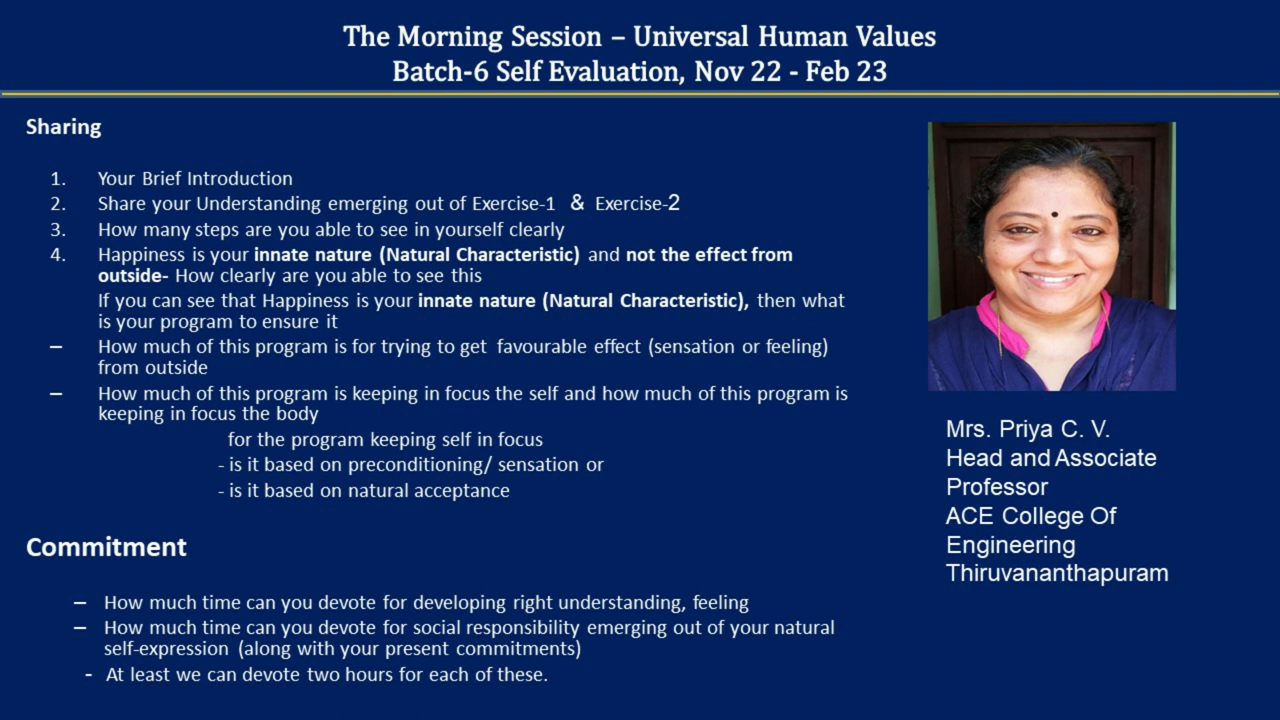 The Morning Session – Universal Human Values
Batch-6 Self Evaluation, Nov 22 - Feb 23
Sharing
1. Your Brief Introduction
2. Share your Understanding emerging out of Exercise-1 & Exercise-2
3. How many steps are you able to see in yourself clearly
4. Happiness is your innate nature (Natural Characteristic) and not the effect from
outside- How clearly are you able to see this
If you can see that Happiness is your innate nature (Natural Characteristic), then what
is your program to ensure it
– How much of this program is for trying to get favourable effect (sensation or feeling)
from outside
– How much of this program is keeping in focus the self and how much of this program is
keeping in focus the body
for the program keeping self in focus
- is it based on preconditioning/ sensation or
- is it based on natural acceptance
Commitment
– How much time can you devote for developing right understanding, feeling
– How much time can you devote for social responsibility emerging out of your natural
self-expression (along with your present commitments)
- At least we can devote two hours for each of these.
Mrs. Priya C. V.
Head and Associate
Professor
ACE College Of
Engineering
Thiruvananthapuram